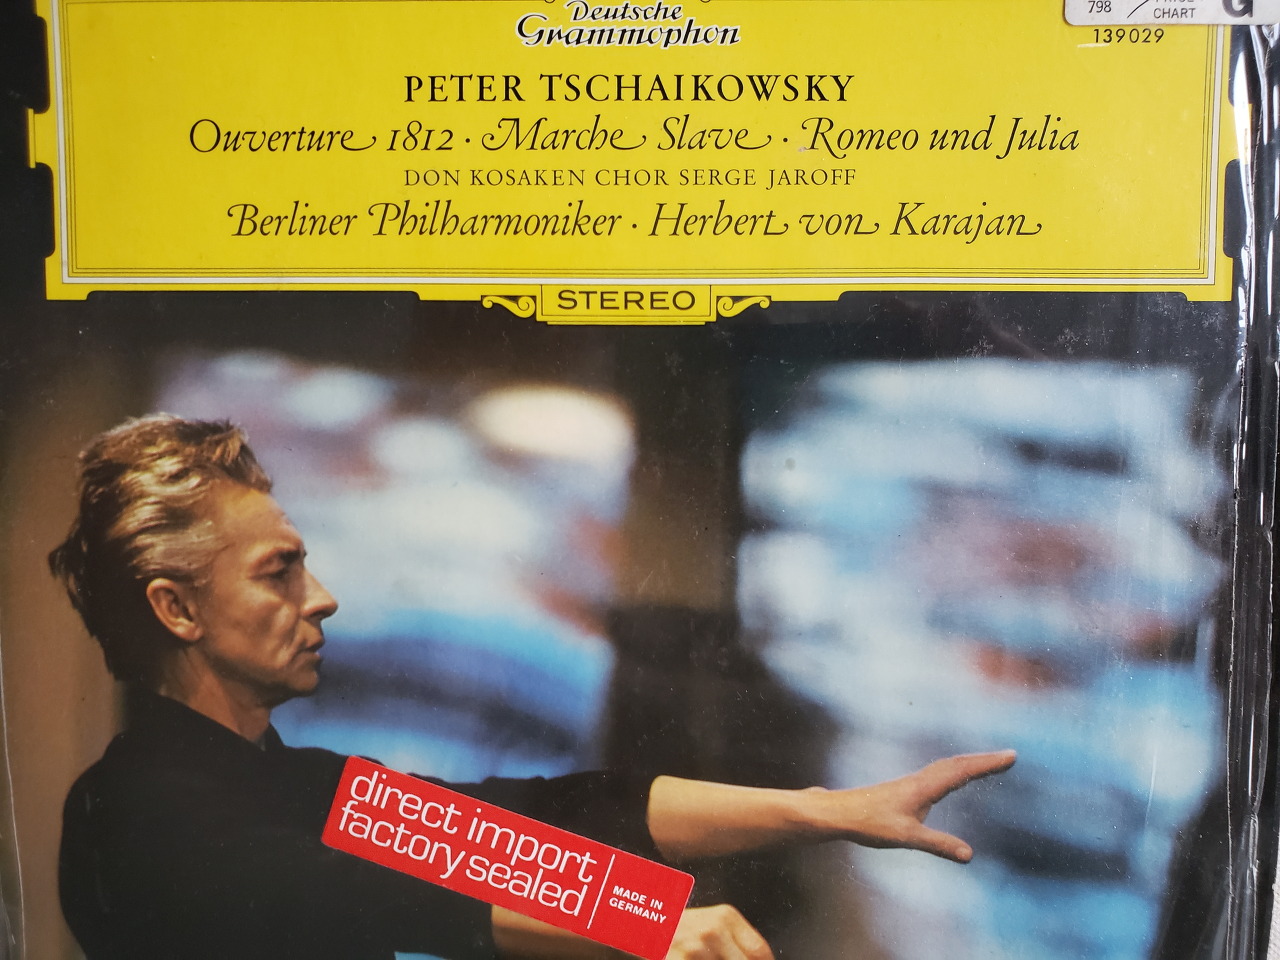 Deutsche
Grammophon
798 / PRICE
CHART
G
139029
PETER TSCHAIKOWSKY
Ouverture 1812 · Marche Slave · Romeo und Julia
DON KOSAKEN CHOR SERGE JAROFF
Berliner Philharmoniker · Herbert von Karajan
STEREO
direct import
factory sealed
MADE IN
GERMANY